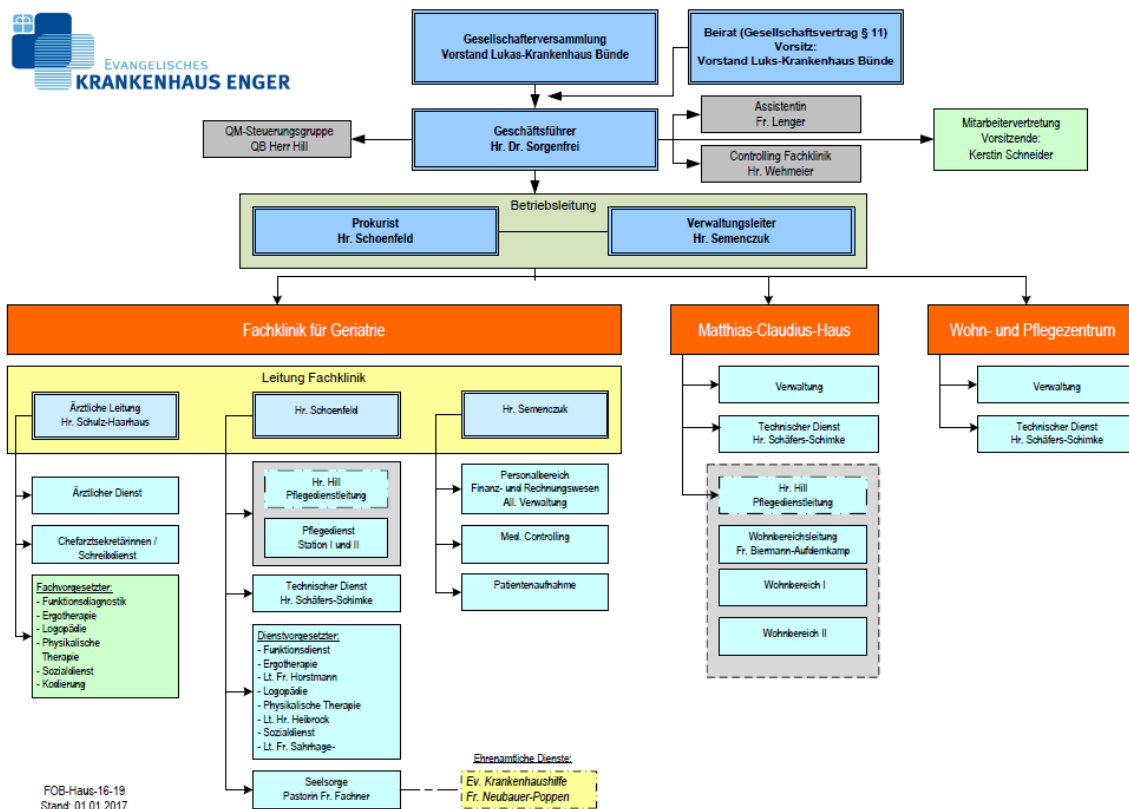 EVANGELISCHES
KRANKENHAUS ENGER
Gesellschafterversammlung
Vorstand Lukas-Krankenhaus Bünde
Beirat (Gesellschaftsvertrag § 11)
Vorsitz:
Vorstand Luks-Krankenhaus Bünde
QM-Steuerungsgruppe
QB Herr Hill
Geschäftsführer
Hr. Dr. Sorgenfrei
Assistentin
Fr. Lenger
Controlling Fachklinik
Hr. Wehmeier
Mitarbeitervertretung
Vorsitzende:
Kerstin Schneider
Betriebsleitung
Prokurist
Hr. Schoenfeld
Verwaltungsleiter
Hr. Semenczuk
Fachklinik für Geriatrie
Matthias-Claudius-Haus
Wohn- und Pflegezentrum
Leitung Fachklinik
Ärztliche Leitung
Hr. Schulz-Haarhaus
Hr. Schoenfeld
Hr. Semenczuk
Ärztlicher Dienst
Chefarztsekretärinnen /
Schreibdienst
Fachvorgesetzter:
- Funktionsdiagnostik
- Ergotherapie
- Logopädie
- Physikalische
Therapie
- Sozialdienst
- Kodierung
Hr. Hill
Pflegedienstleitung
Pflegedienst
Station I und II
Technischer Dienst
Hr. Schäfers-Schimke
Dienstvorgesetzter:
- Funktionsdienst
- Ergotherapie
- Lt. Fr. Horstmann
- Logopädie
- Physikalische Therapie
- Lt. Hr. Heibrock
- Sozialdienst
- Lt. Fr. Sahrhage-
Seelsorge
Pastorin Fr. Fachner
Personalbereich
Finanz- und Rechnungswesen
All. Verwaltung
Med. Controlling
Patientenaufnahme
Ehrenamtliche Dienste:
Ev. Krankenhaushilfe
Fr. Neubauer-Poppen
Verwaltung
Technischer Dienst
Hr. Schäfers-Schimke
Hr. Hill
Pflegedienstleitung
Wohnbereichsleitung
Fr. Biermann-Aufdemkamp
Wohnbereich I
Wohnbereich II
Verwaltung
Technischer Dienst
Hr. Schäfers-Schimke
FOB-Haus-16-19
Stand: 01.01.2017